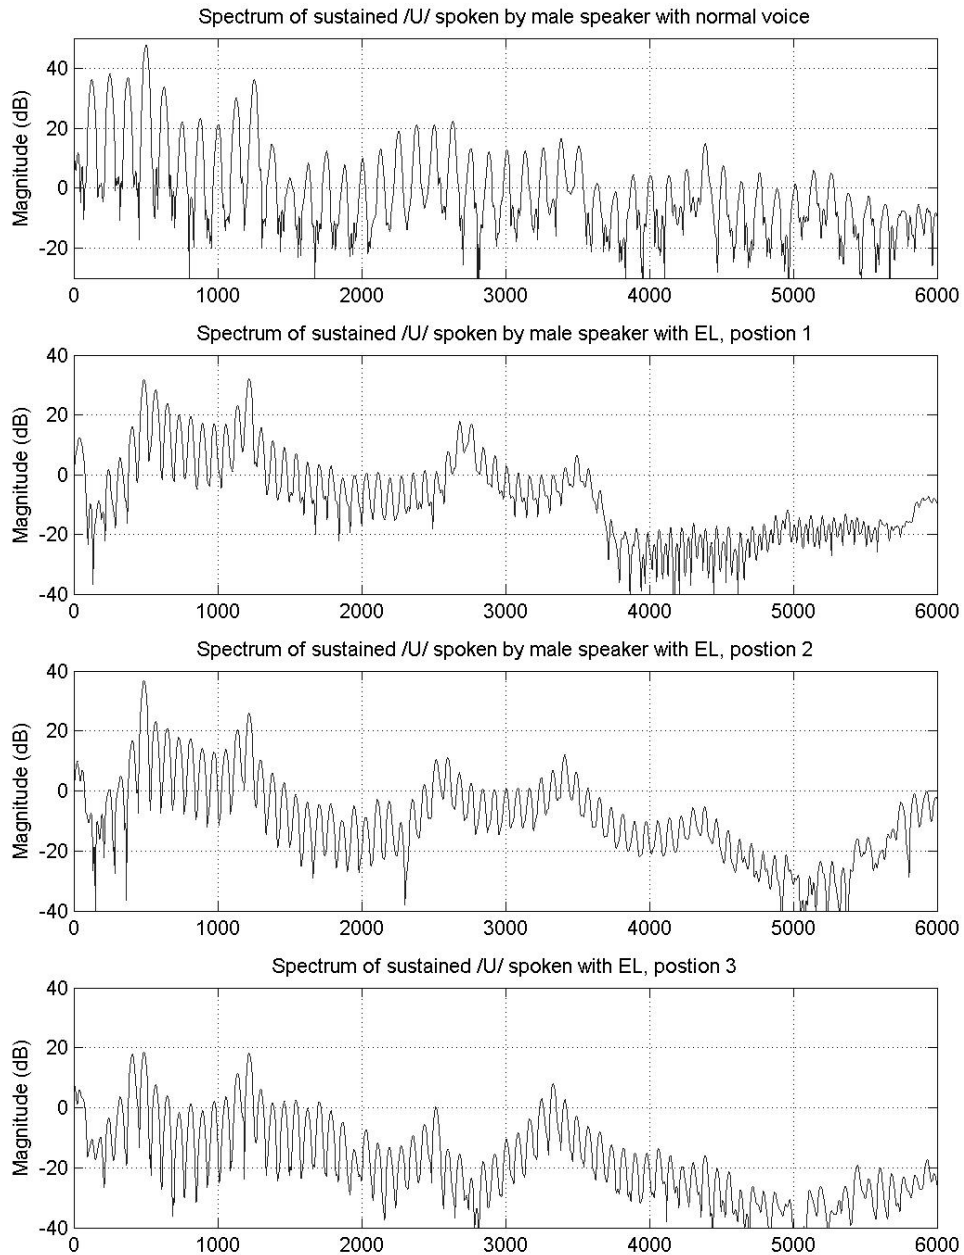 Spectrum of sustained /U/ spoken by male speaker with normal voice
Magnitude (dB)
40
20
0
-20
0 1000 2000 3000 4000 5000 6000
Spectrum of sustained /U/ spoken by male speaker with EL, postion 1
Magnitude (dB)
40
20
0
-20
-40
0 1000 2000 3000 4000 5000 6000
Spectrum of sustained /U/ spoken by male speaker with EL, postion 2
Magnitude (dB)
40
20
0
-20
-40
0 1000 2000 3000 4000 5000 6000
Spectrum of sustained /U/ spoken with EL, postion 3
Magnitude (dB)
40
20
0
-20
-40
0 1000 2000 3000 4000 5000 6000